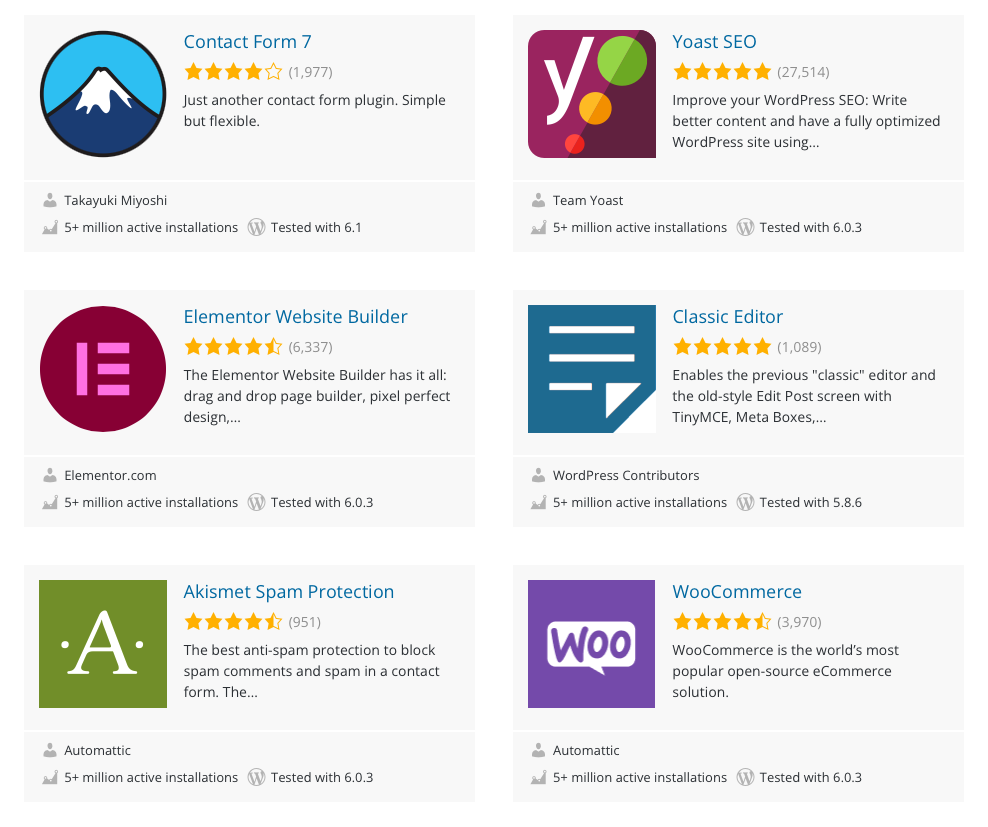 Contact Form 7
(1,977)
Just another contact form plugin. Simple
but flexible.
Takayuki Miyoshi
5+ million active installations Tested with 6.1
y
Yoast SEO
(27,514)
Improve your WordPress SEO: Write
better content and have a fully optimized
WordPress site using…
Team Yoast
5+ million active installations Tested with 6.0.3
Elementor Website Builder
(6,337)
The Elementor Website Builder has it all:
drag and drop page builder, pixel perfect
design,…
Elementor.com
5+ million active installations Tested with 6.0.3
Classic Editor
(1,089)
Enables the previous "classic" editor and
the old-style Edit Post screen with
TinyMCE, Meta Boxes,…
WordPress Contributors
5+ million active installations Tested with 5.8.6
·A·
Akismet Spam Protection
(951)
The best anti-spam protection to block
spam comments and spam in a contact
form. The…
Automattic
5+ million active installations Tested with 6.0.3
WOO
WooCommerce
(3,970)
WooCommerce is the world’s most
popular open-source eCommerce
solution.
Automattic
5+ million active installations Tested with 6.0.3